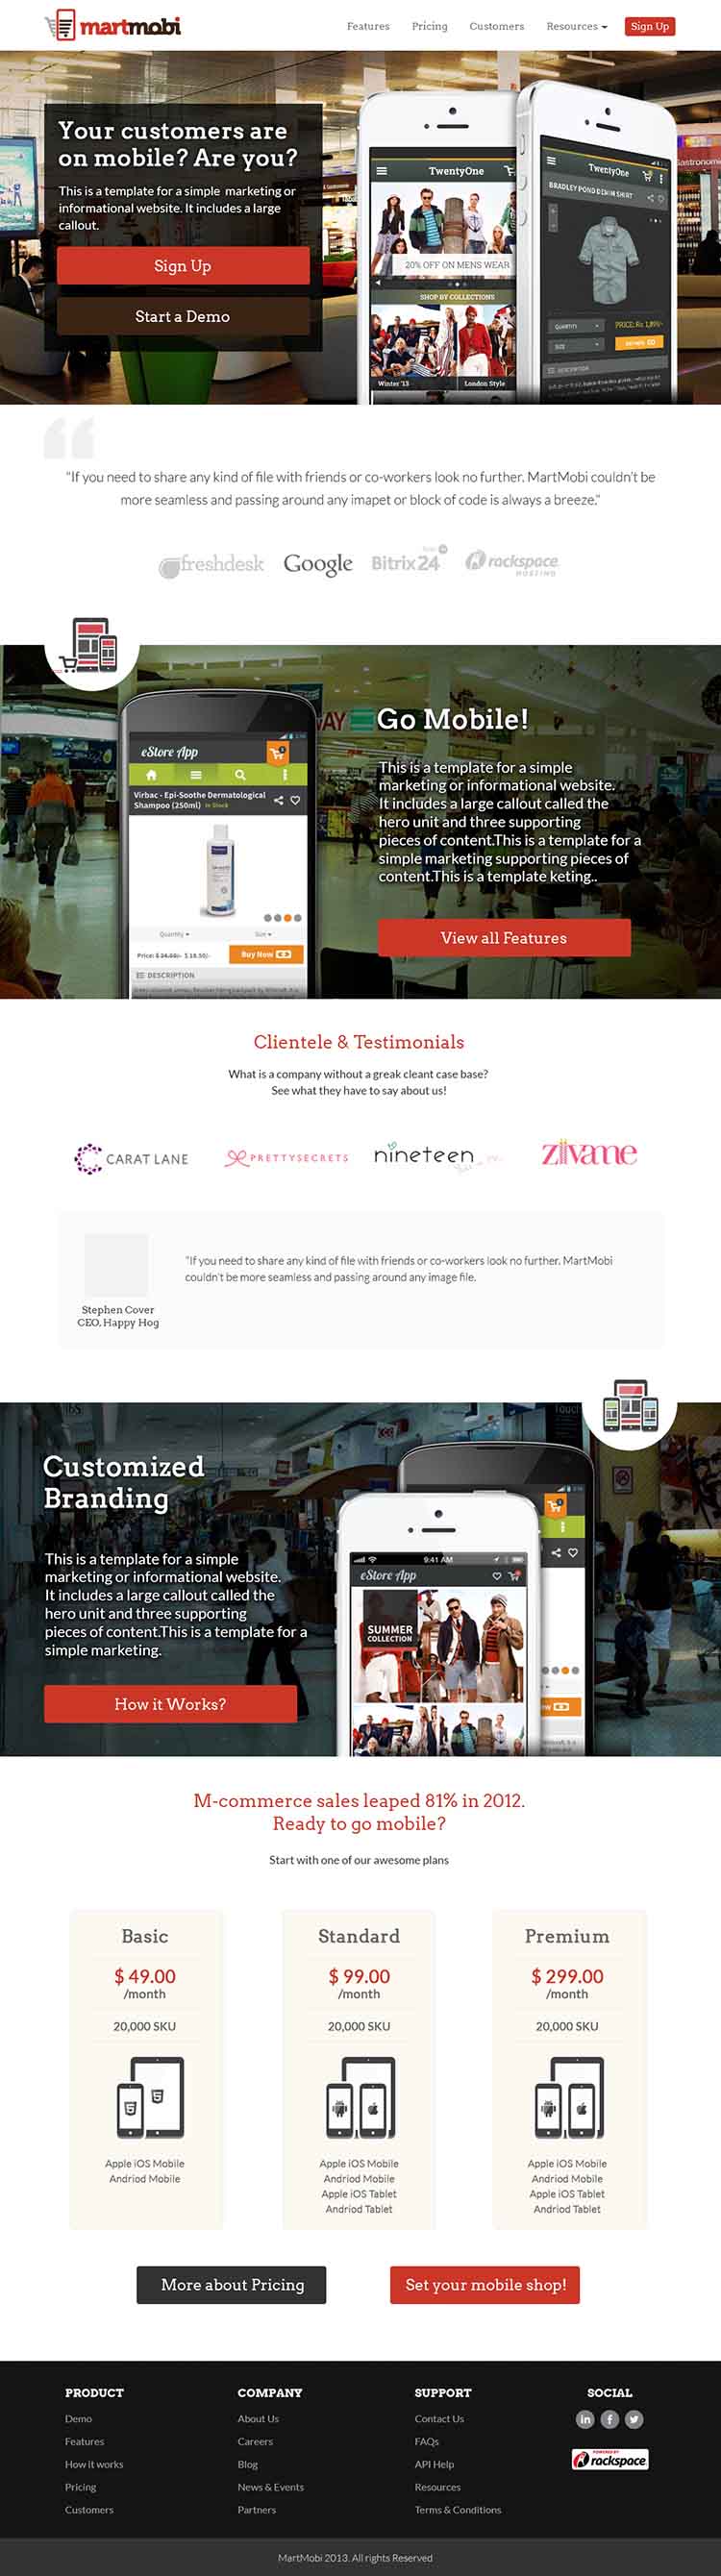 martmobi
Features Pricing Customers Resources Sign Up
Your customers are
on mobile? Are you?
This is a template for a simple marketing or
informational website. It includes a large
callout.
Sign Up
Start a Demo
TwentyOne
20% OFF ON MENS WEAR
SHOP BY COLLECTIONS
Winter '13 London Style
TwentyOne
BRADLEY POND DENIM SHIRT
QUANTITY
SIZE
DESCRIPTION
"If you need to share any kind of file with friends or co-workers look no further. MartMobi couldn't be
more seamless and passing around any imapet or block of code is always a breeze."
freshdesk Google Bitrix24 rackspace
HOSTING
eStore App
Virbac - Epi-Soothe Dermatological
Shampoo (250ml) In Stock
Quantity Size
Buy Now
DESCRIPTION
Go Mobile!
This is a template for a simple
marketing or informational website.
It includes a large callout called the
hero unit and three supporting
pieces of content.This is a template for a
simple marketing supporting pieces of
content.This is a template keting..
View all Features
Clientele & Testimonials
What is a company without a greak cleant case base?
See what they have to say about us!
CARAT LANE PRETTYSECRETS nineteen zivame
"If you need to share any kind of file with friends or co-workers look no further. MartMobi
couldn't be more seamless and passing around any image file.
Stephen Cover
CEO, Happy Hog
Customized
Branding
This is a template for a simple
marketing or informational website.
It includes a large callout called the
hero unit and three supporting
pieces of content.This is a template for a
simple marketing.
How it Works?
9:41 AM
eStore App
SUMMER
COLLECTION
M-commerce sales leaped 81% in 2012.
Ready to go mobile?
Start with one of our awesome plans
Basic
$ 49.00
/month
20,000 SKU
Apple iOS Mobile
Andriod Mobile
Standard
$ 99.00
/month
20,000 SKU
Apple iOS Mobile
Andriod Mobile
Apple iOS Tablet
Andriod Tablet
Premium
$ 299.00
/month
20,000 SKU
Apple iOS Mobile
Andriod Mobile
Apple iOS Tablet
Andriod Tablet
More about Pricing
Set your mobile shop!
PRODUCT
Demo
Features
How it works
Pricing
Customers
COMPANY
About Us
Careers
Blog
News & Events
Partners
SUPPORT
Contact Us
FAQs
API Help
Resources
Terms & Conditions
SOCIAL
in f
POWERED BY
rackspace
MartMobi 2013. All rights Reserved